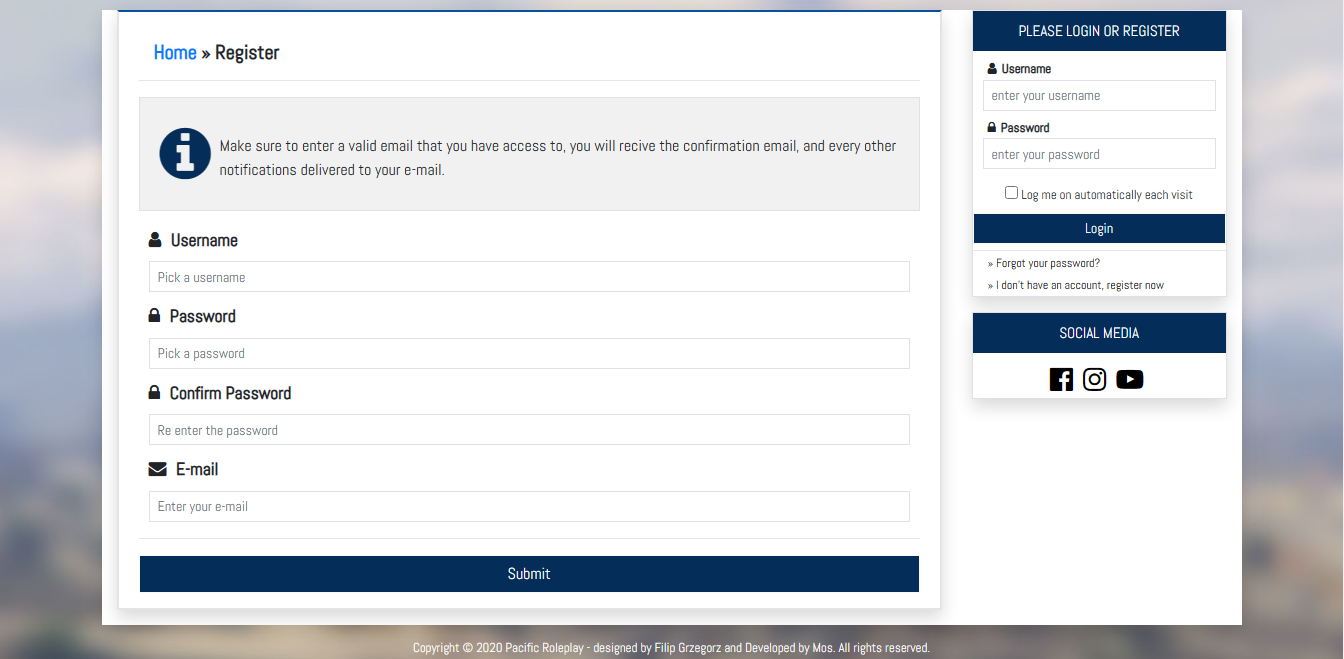 Home » Register
Make sure to enter a valid email that you have access to, you will recive the confirmation email, and every other
notifications delivered to your e-mail.
Username
Pick a username
Password
Pick a password
Confirm Password
Re enter the password
E-mail
Enter your e-mail
Submit
PLEASE LOGIN OR REGISTER
Username
enter your username
Password
enter your password
Log me on automatically each visit
Login
» Forgot your password?
» I don't have an account, register now
SOCIAL MEDIA
Copyright © 2020 Pacific Roleplay - designed by Filip Grzegorz and Developed by Mos. All rights reserved.